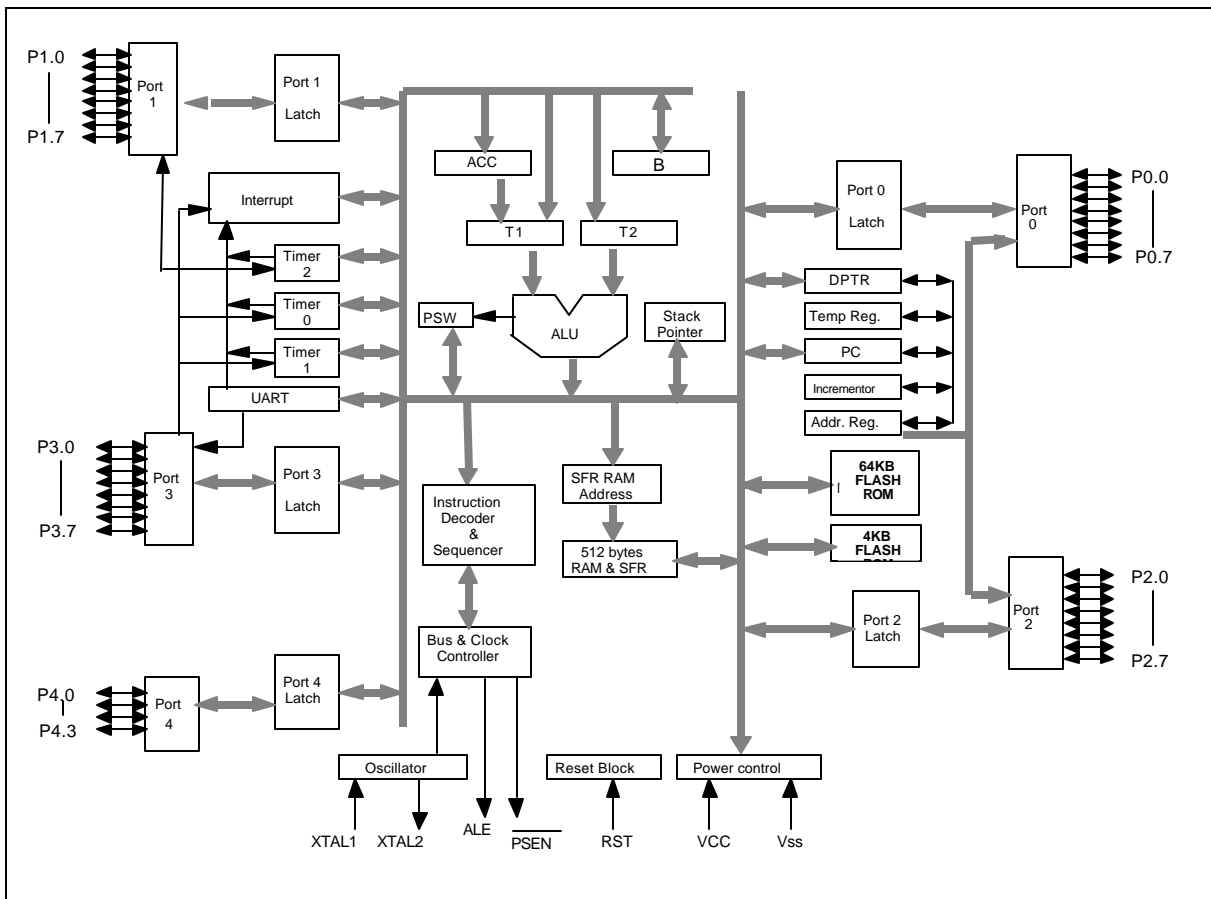 P1.0
P1.7
Port
1
Port 1
Latch
ACC
B
T1
T2
Interrupt
Timer
2
Timer
0
Timer
1
UART
PSW
ALU
Stack
Pointer
Port 0
Latch
Port
0
P0.0
P0.7
DPTR
Temp Reg.
PC
Incrementor
Addr. Reg.
P3.0
P3.7
Port
3
Port 3
Latch
Instruction
Decoder
&
Sequencer
SFR RAM
Address
512 bytes
RAM & SFR
64KB
FLASH
ROM
4KB
FLASH
Bus & Clock
Controller
Port 2
Latch
Port
2
P2.0
P2.7
P4.0
P4.3
Port
4
Port 4
Latch
Oscillator
Reset Block
Power control
XTAL1
XTAL2
ALE
PSEN
RST
VCC
Vss